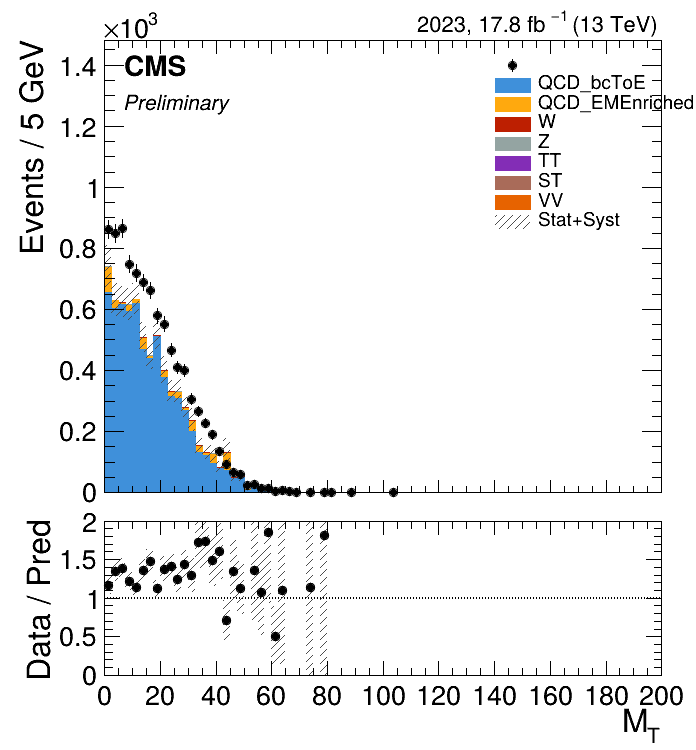 ×10³
2023, 17.8 fb⁻¹ (13 TeV)
CMS
Preliminary
Events / 5 GeV
1.4
1.2
1
0.8
0.6
0.4
0.2
0
QCD_bcToE
QCD_EMEnriched
W
Z
TT
ST
VV
Stat+Syst
Data / Pred
2
1.5
1
0.5
0
0 20 40 60 80 100 120 140 160 180 200
M_T